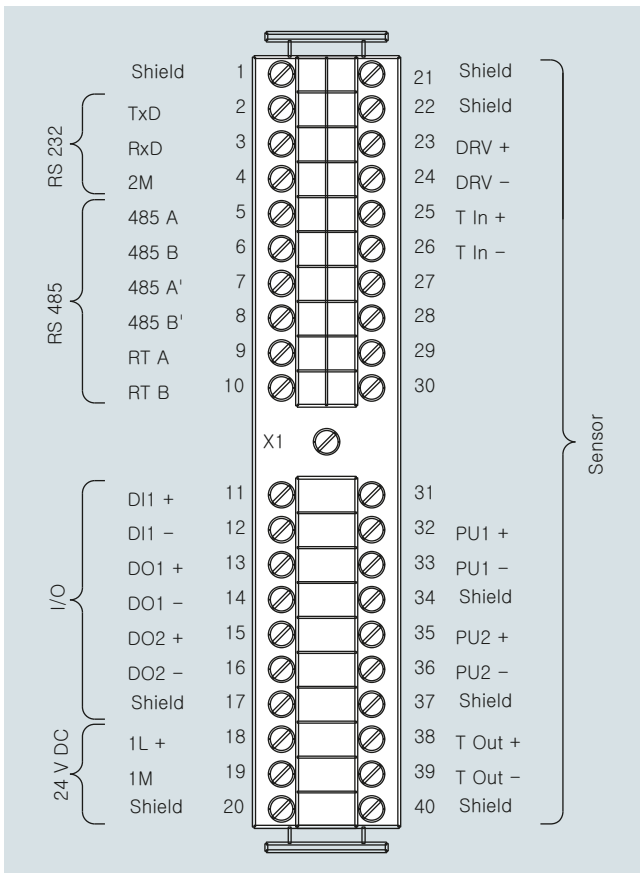 Shield 1 21 Shield
TxD 2 22 Shield
RxD 3 23 DRV +
2M 4 24 DRV –
RS 232
485 A 5 25 T In +
485 B 6 26 T In –
485 A' 7 27
485 B' 8 28
RT A 9 29
RT B 10 30
RS 485
X1
Sensor
DI1 + 11 31
DI1 – 12 32 PU1 +
DO1 + 13 33 PU1 –
DO1 – 14 34 Shield
DO2 + 15 35 PU2 +
DO2 – 16 36 PU2 –
Shield 17 37 Shield
I/O
1L + 18 38 T Out +
1M 19 39 T Out –
Shield 20 40 Shield
24 V DC